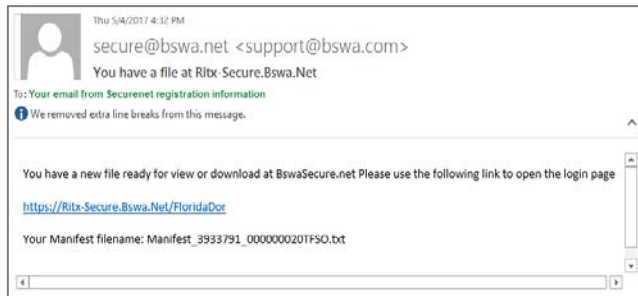 Thu 5/4/2017 4:32 PM
secure@bswa.net <support@bswa.com>
You have a file at Ritx-Secure.Bswa.Net
To: Your email from Securenet registration information
We removed extra line breaks from this message.
You have a new file ready for view or download at BswaSecure.net Please use the following link to open the login page
https://Ritx-Secure.Bswa.Net/FloridaDor
Your Manifest filename: Manifest_3933791_000000020TFSO.txt